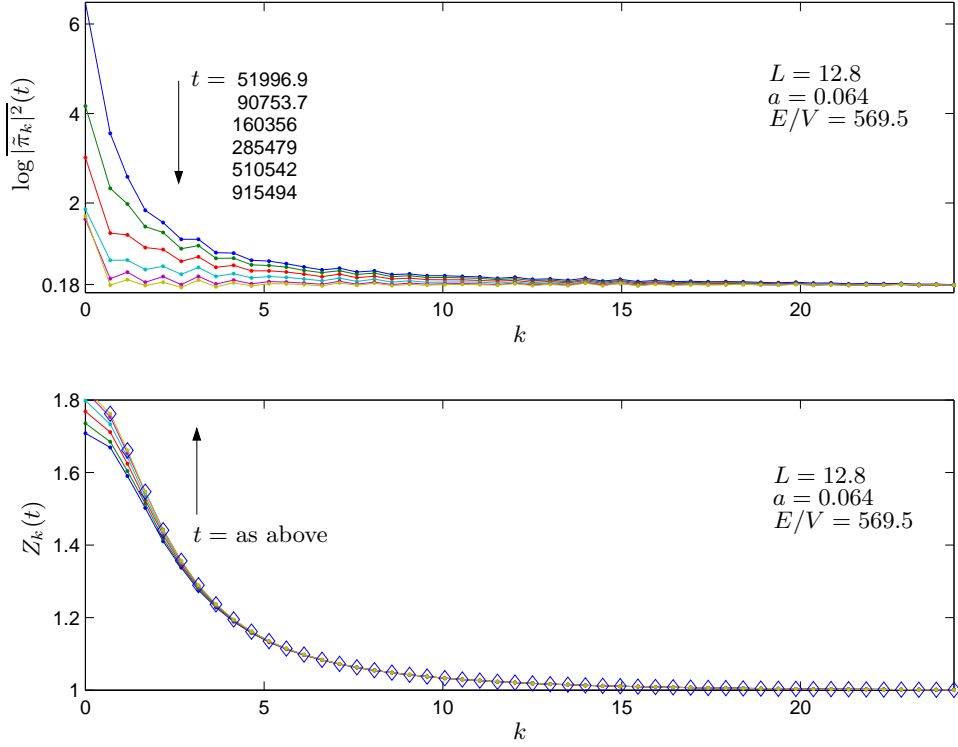 6
4
2
0.18
0
5
10
15
20
k
log |π̃_k|²(t)
t = 51996.9
90753.7
160356
285479
510542
915494
L = 12.8
a = 0.064
E/V = 569.5
1.8
1.6
1.4
1.2
1
0
5
10
15
20
k
Z_k(t)
t = as above
L = 12.8
a = 0.064
E/V = 569.5